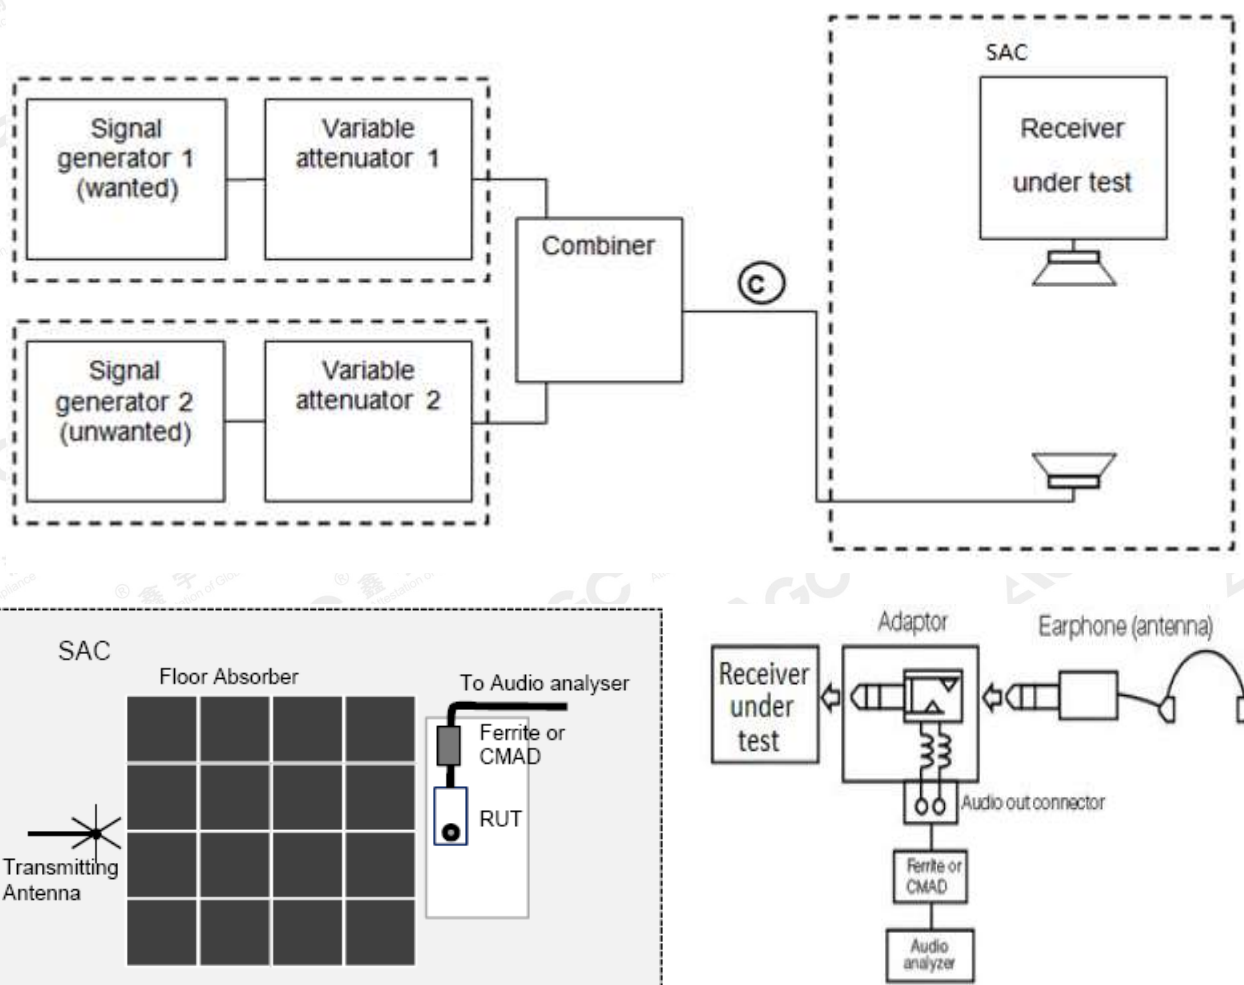 Signal
generator 1
(wanted)
Variable
attenuator 1
Signal
generator 2
(unwanted)
Variable
attenuator 2
Combiner
C
SAC
Receiver
under test
SAC
Floor Absorber
To Audio analyser
Ferrite or
CMAD
RUT
Transmitting
Antenna
Adaptor
Earphone (antenna)
Receiver
under
test
Audio out connector
Ferrite or
CMAD
Audio
analyzer